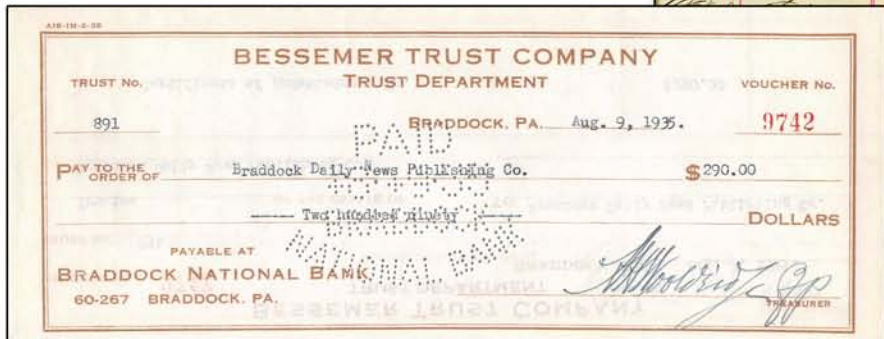 A16-1M-2-35
BESSEMER TRUST COMPANY
TRUST NO. TRUST DEPARTMENT VOUCHER NO.
891 BRADDOCK, PA. Aug. 9, 1935. 9742
PAY TO THE ORDER OF Braddock Daily News Publishing Co. $290.00
---- Two hundred ninety ---- DOLLARS
PAID
NATIONAL BANK
PAYABLE AT
BRADDOCK NATIONAL BANK
60-267 BRADDOCK, PA.
TREASURER